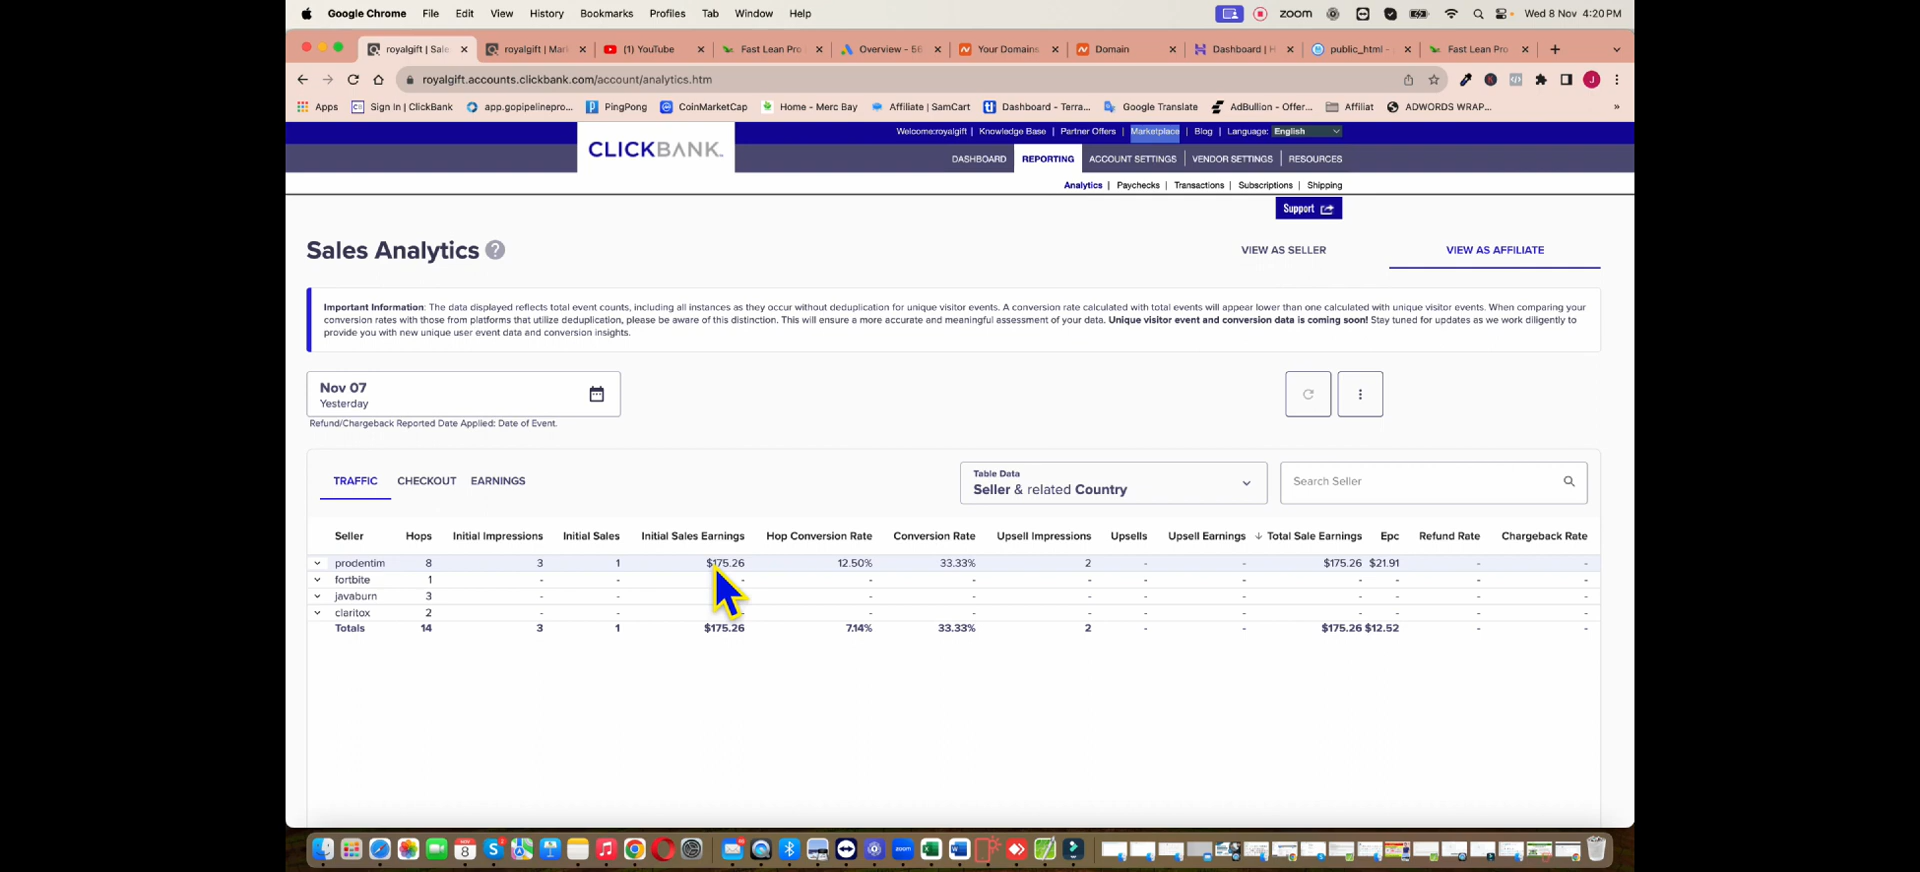 Google Chrome File Edit View History Bookmarks Profiles Tab Window Help zoom Wed 8 Nov 4:20 PM
royalgift | Sale royalgift | Mar (1) YouTube Fast Lean Pro Overview - 56 Your Domains Domain Dashboard | H public_html - Fast Lean Pro
royalgift.accounts.clickbank.com/account/analytics.htm J
Apps Sign In | ClickBank app.gopipelinepro... PingPong CoinMarketCap Home - Merc Bay Affiliate | SamCart Dashboard - Terra... Google Translate AdBullion - Offer... Affiliat ADWORDS WRAP... »
Welcome:royalgift | Knowledge Base | Partner Offers | Marketplace | Blog | Language: English
CLICKBANK
DASHBOARD REPORTING ACCOUNT SETTINGS VENDOR SETTINGS RESOURCES
Analytics | Paychecks | Transactions | Subscriptions | Shipping
Support
Sales Analytics ?
VIEW AS SELLER VIEW AS AFFILIATE
Important Information: The data displayed reflects total event counts, including all instances as they occur without deduplication for unique visitor events. A conversion rate calculated with total events will appear lower than one calculated with unique visitor events. When comparing your
conversion rates with those from platforms that utilize deduplication, please be aware of this distinction. This will ensure a more accurate and meaningful assessment of your data. Unique visitor event and conversion data is coming soon! Stay tuned for updates as we work diligently to
provide you with new unique user event data and conversion insights.
Nov 07
Yesterday
Refund/Chargeback Reported Date Applied: Date of Event.
TRAFFIC CHECKOUT EARNINGS
Table Data
Seller & related Country
Search Seller
Seller Hops Initial Impressions Initial Sales Initial Sales Earnings Hop Conversion Rate Conversion Rate Upsell Impressions Upsells Upsell Earnings ↓ Total Sale Earnings Epc Refund Rate Chargeback Rate
prodentim 8 3 1 $175.26 12.50% 33.33% 2 - - $175.26 $21.91 - -
fortbite 1 - - - - - - - - - - - -
javaburn 3 - - - - - - - - - - -
claritox 2 - - - - - - - - - - -
Totals 14 3 1 $175.26 7.14% 33.33% 2 - - $175.26 $12.52 - -